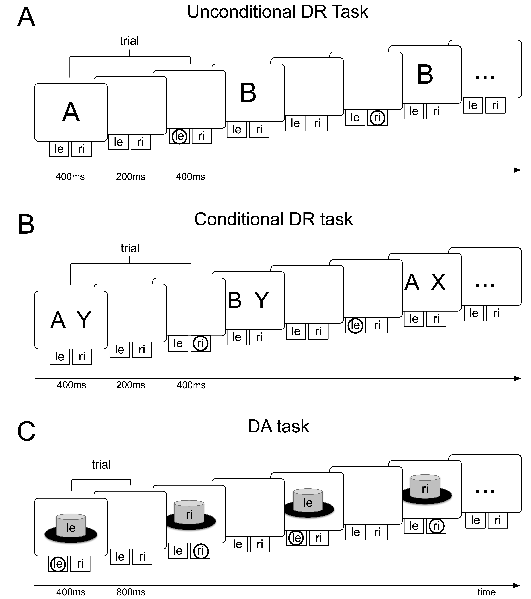 A
Unconditional DR Task
trial
A
B
B
...
le ri
le ri
le ri
le ri
le ri
le ri
le ri
le ri
400ms 200ms 400ms
B
Conditional DR task
trial
A Y
B Y
A X
...
le ri
le ri
le ri
le ri
le ri
le ri
le ri
le ri
400ms 200ms 400ms
C
DA task
trial
le
ri
le
ri
...
le ri
le ri
le ri
le ri
le ri
le ri
le ri
le ri
400ms 800ms time